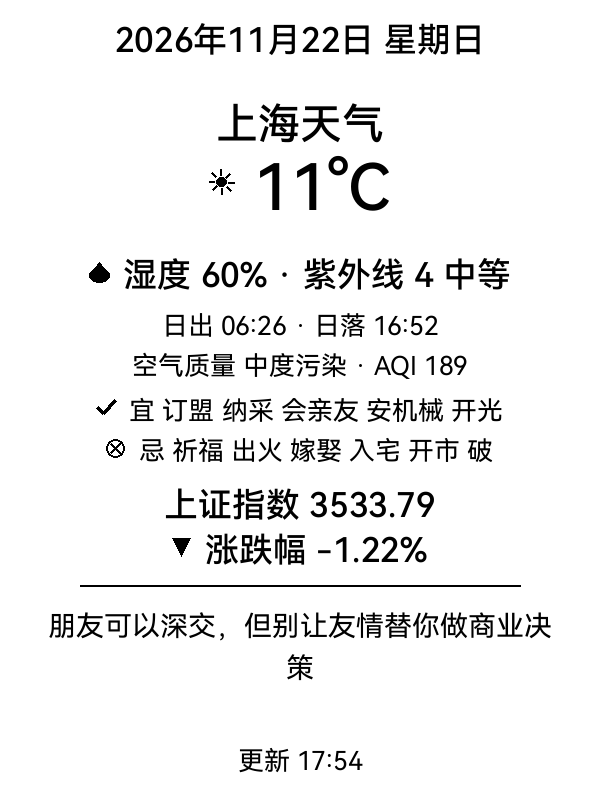 2026年11月22日 星期日
上海天气
11°C
湿度 60% · 紫外线 4 中等
日出 06:26 · 日落 16:52
空气质量 中度污染 · AQI 189
宜 订盟 纳采 会亲友 安机械 开光
忌 祈福 出火 嫁娶 入宅 开市 破
上证指数 3533.79
▼ 涨跌幅 -1.22%
朋友可以深交，但别让友情替你做商业决
策
更新 17:54